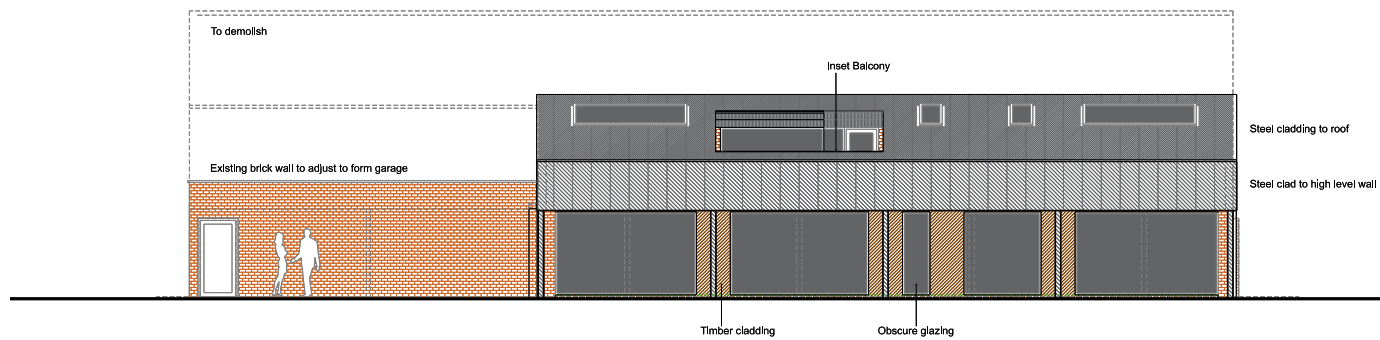 To demolish
Inset Balcony
Steel cladding to roof
Existing brick wall to adjust to form garage
Steel clad to high level wall
Timber cladding
Obscure glazing